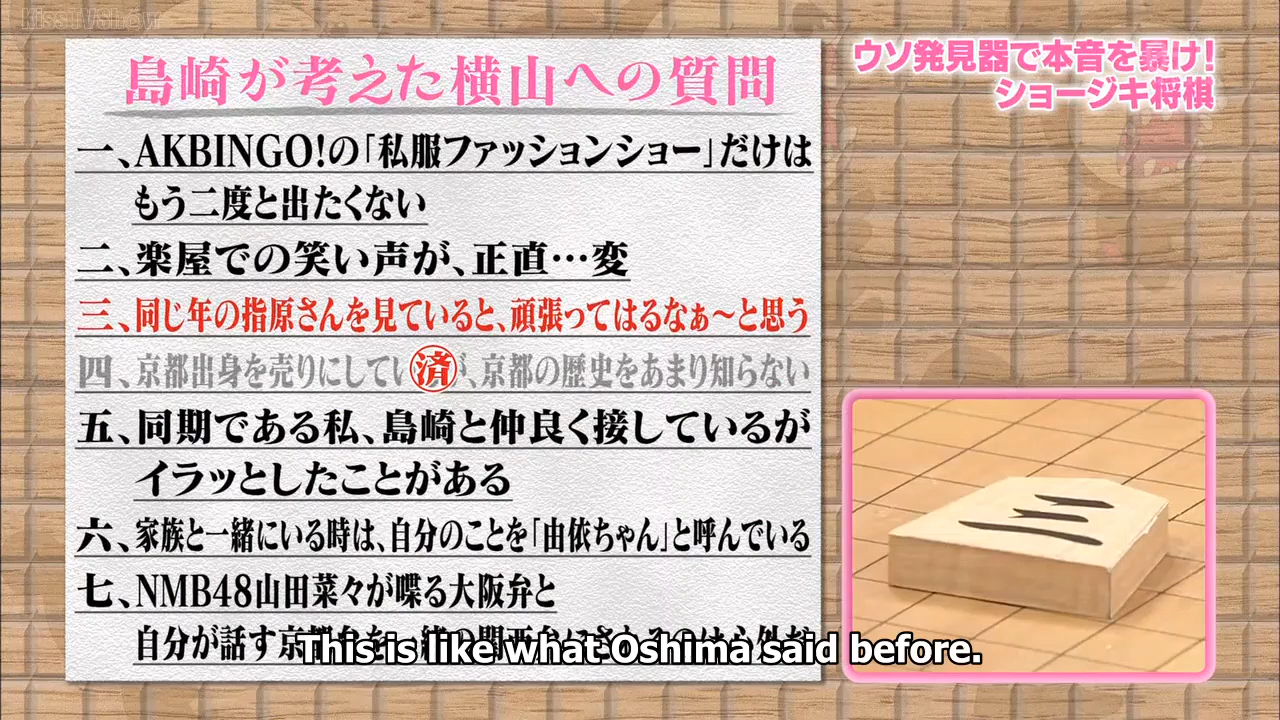 KissTVShow
ウソ発見器で本音を暴け!
ショージキ将棋
島崎が考えた横山への質問
一、AKBINGO!の「私服ファッションショー」だけは
もう二度と出たくない
二、楽屋での笑い声が、正直…変
三、同じ年の指原さんを見ていると、頑張ってはるなぁ～と思う
四、京都出身を売りにしてい 済 が、京都の歴史をあまり知らない
五、同期である私、島崎と仲良く接しているが
イラッとしたことがある
六、家族と一緒にいる時は、自分のことを「由依ちゃん」と呼んでいる
七、NMB48山田菜々が喋る大阪弁と
自分が話す京都弁を
三
This is like what Oshima said before.